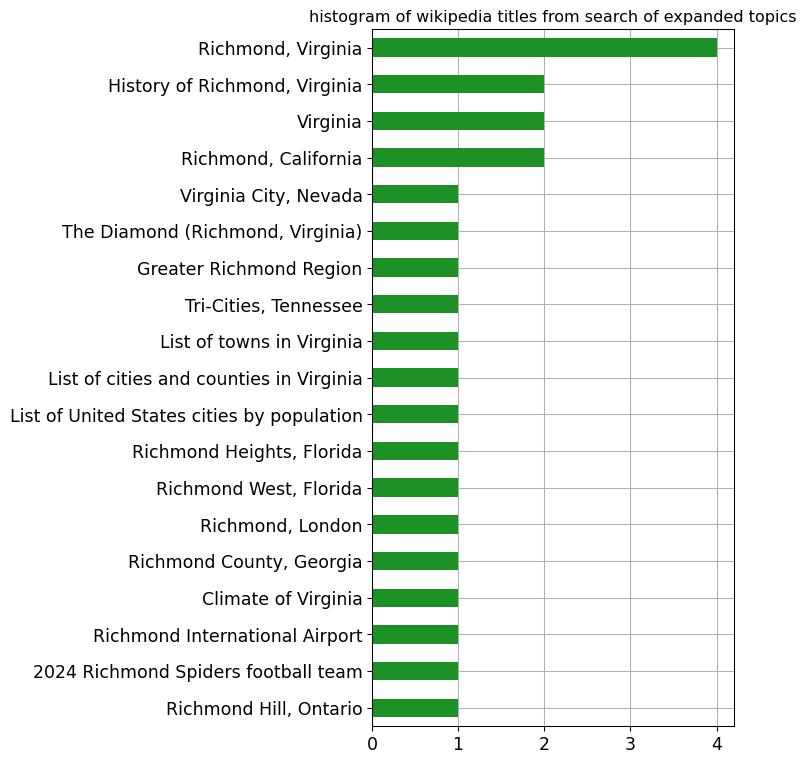 histogram of wikipedia titles from search of expanded topics
Richmond, Virginia
History of Richmond, Virginia
Virginia
Richmond, California
Virginia City, Nevada
The Diamond (Richmond, Virginia)
Greater Richmond Region
Tri-Cities, Tennessee
List of towns in Virginia
List of cities and counties in Virginia
List of United States cities by population
Richmond Heights, Florida
Richmond West, Florida
Richmond, London
Richmond County, Georgia
Climate of Virginia
Richmond International Airport
2024 Richmond Spiders football team
Richmond Hill, Ontario
0 1 2 3 4